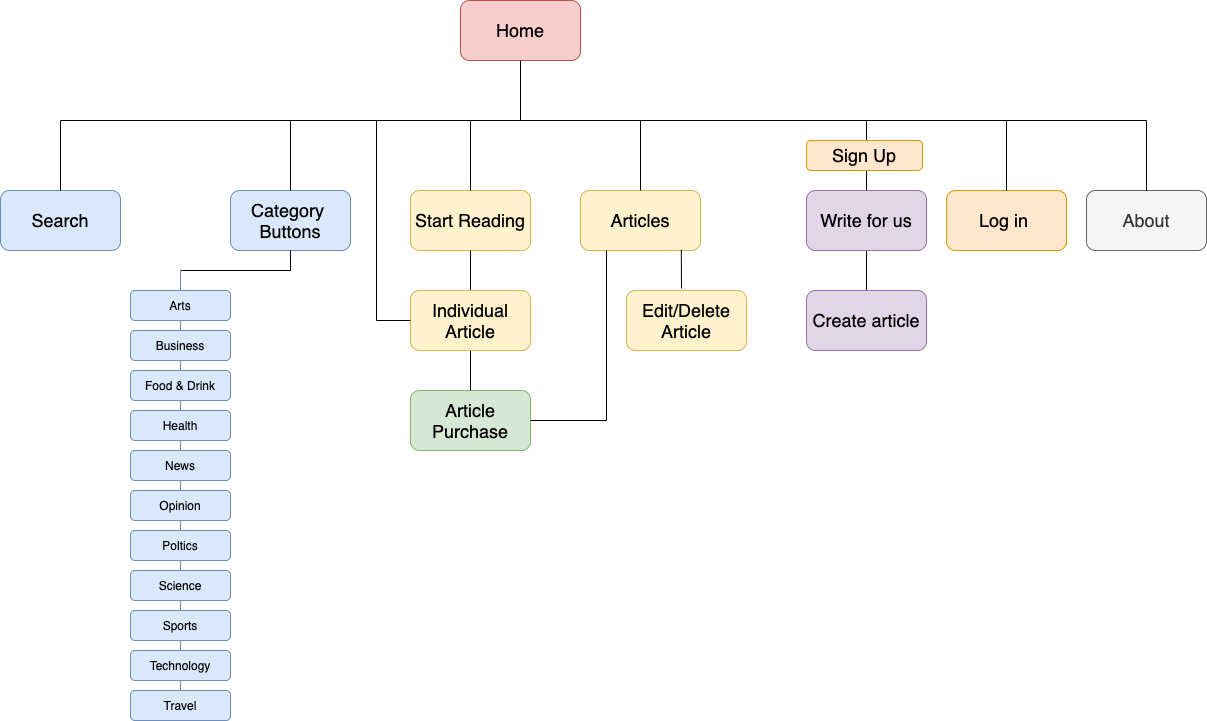 Home
Sign Up
Search
Category
Buttons
Start Reading
Articles
Write for us
Log in
About
Arts
Business
Food & Drink
Health
News
Opinion
Poltics
Science
Sports
Technology
Travel
Individual
Article
Edit/Delete
Article
Create article
Article
Purchase